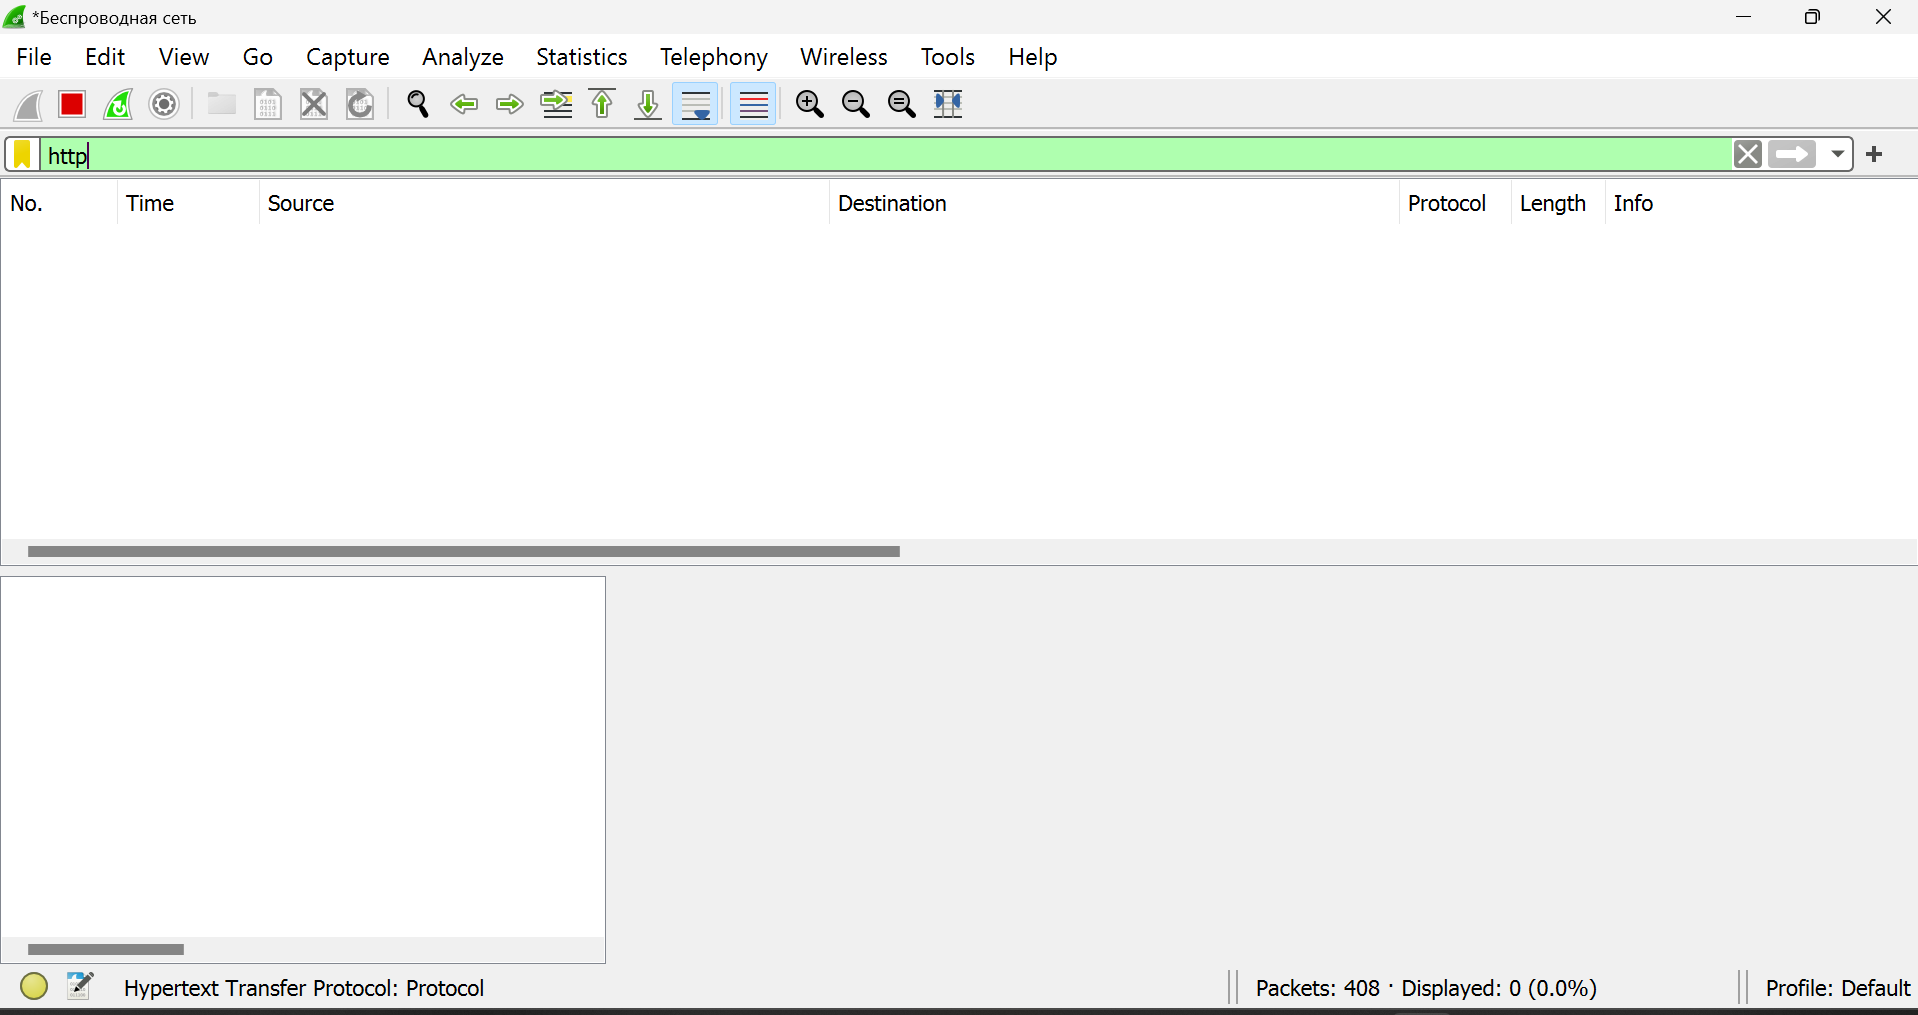 *Беспроводная сеть
File Edit View Go Capture Analyze Statistics Telephony Wireless Tools Help
http
No. Time Source Destination Protocol Length Info
Hypertext Transfer Protocol: Protocol Packets: 408 · Displayed: 0 (0.0%) Profile: Default